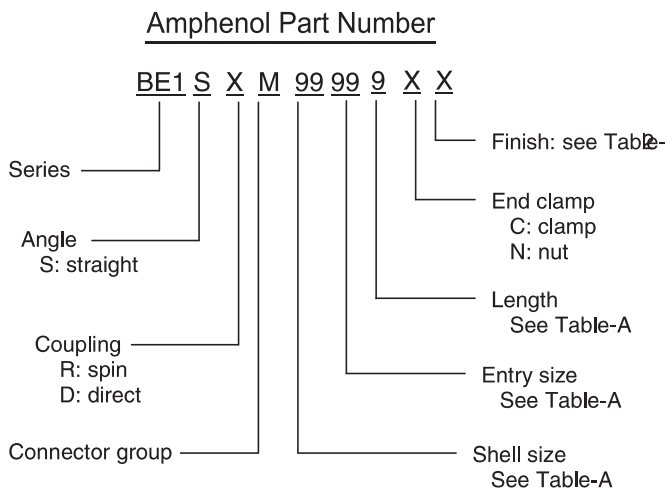 Amphenol Part Number
BE1 S X M 99 99 9 X X
Series
Angle
S: straight
Coupling
R: spin
D: direct
Connector group
Finish: see Table-2
End clamp
C: clamp
N: nut
Length
See Table-A
Entry size
See Table-A
Shell size
See Table-A